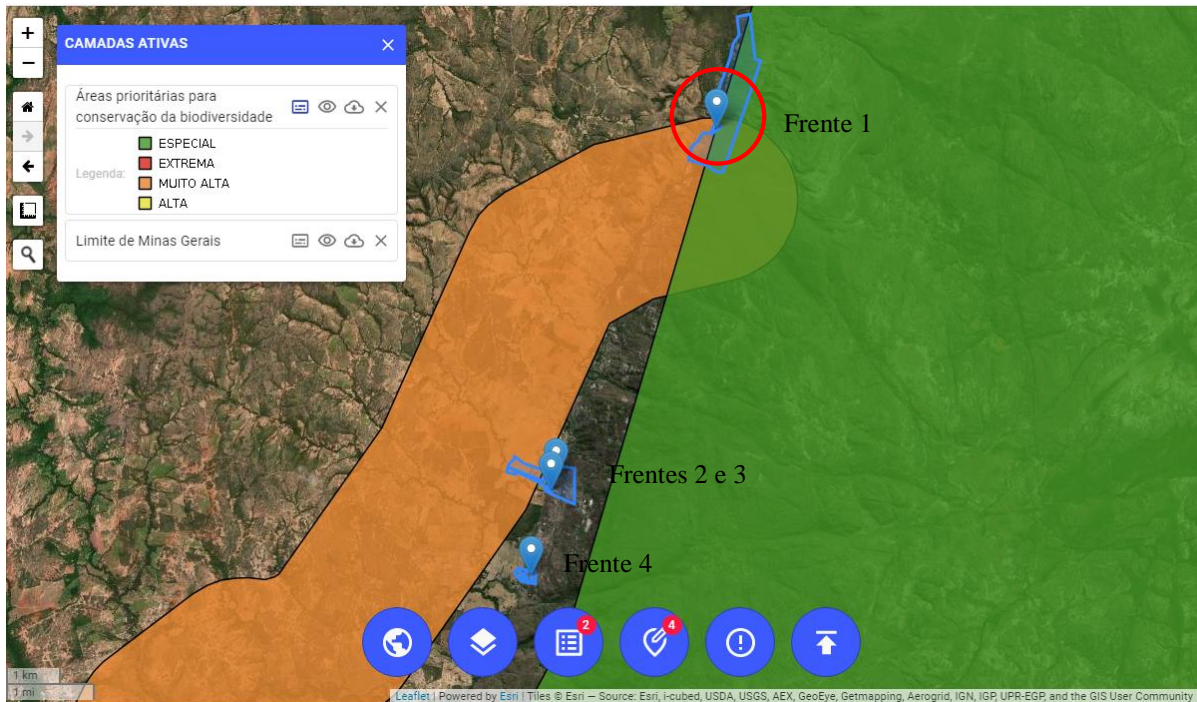 +
−
CAMADAS ATIVAS
Áreas prioritárias para
conservação da biodiversidade
Legenda:
ESPECIAL
EXTREMA
MUITO ALTA
ALTA
Limite de Minas Gerais
Frente 1
Frentes 2 e 3
Frente 4
2
4
1 km
1 mi
Leaflet | Powered by Esri | Tiles © Esri — Source: Esri, i-cubed, USDA, USGS, AEX, GeoEye, Getmapping, Aerogrid, IGN, IGP, UPR-EGP, and the GIS User Community